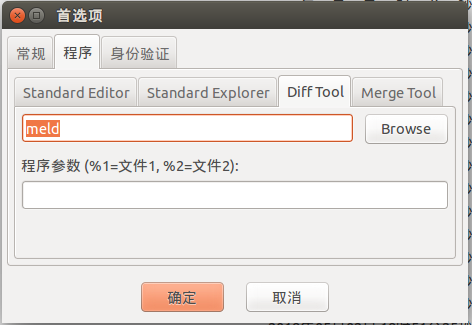 首选项
常规 程序 身份验证
Standard Editor Standard Explorer Diff Tool Merge Tool
meld Browse
程序参数 (%1=文件1, %2=文件2):
确定 取消